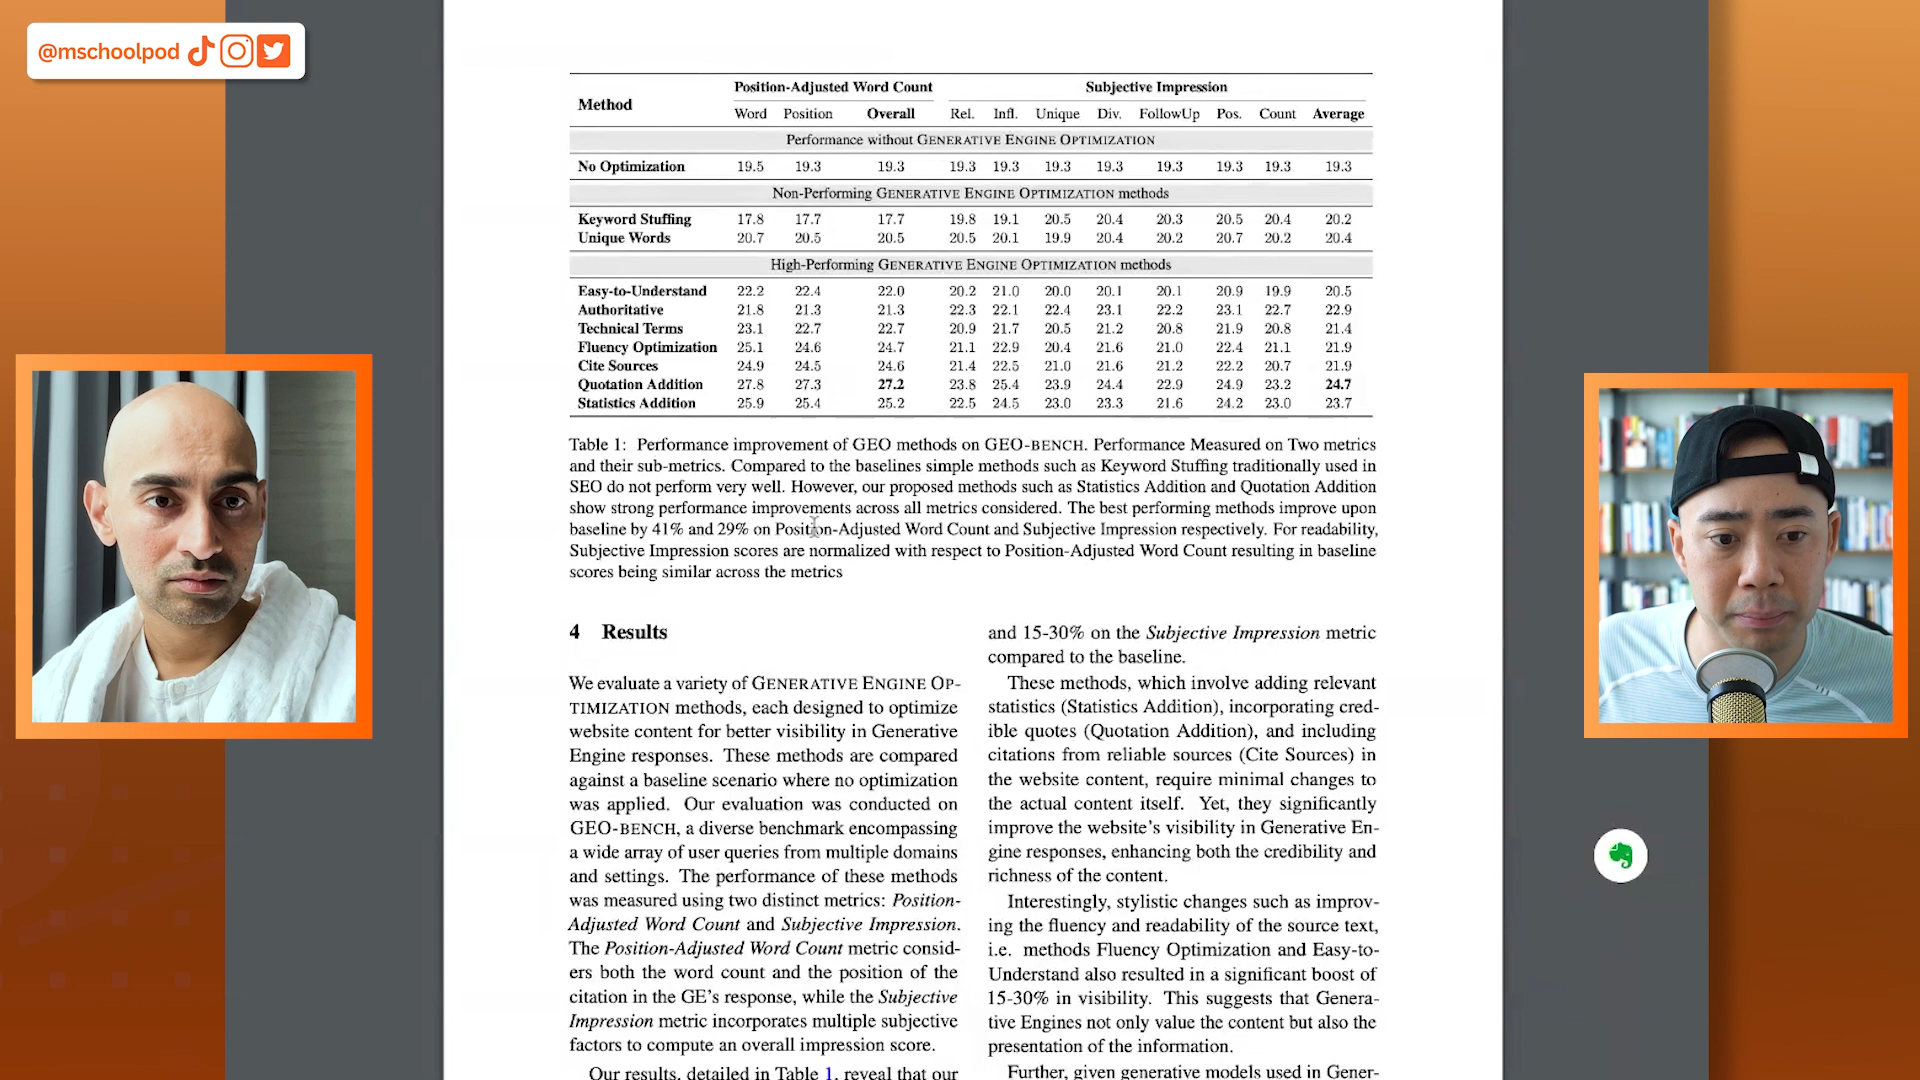 @mschoolpod
Method Position-Adjusted Word Count Subjective Impression
Word Position Overall Rel. Infl. Unique Div. FollowUp Pos. Count Average
Performance without GENERATIVE ENGINE OPTIMIZATION
No Optimization 19.5 19.3 19.3 19.3 19.3 19.3 19.3 19.3 19.3 19.3 19.3
Non-Performing GENERATIVE ENGINE OPTIMIZATION methods
Keyword Stuffing 17.8 17.7 17.7 19.8 19.1 20.5 20.4 20.3 20.5 20.4 20.2
Unique Words 20.7 20.5 20.5 20.5 20.1 19.9 20.4 20.2 20.7 20.2 20.4
High-Performing GENERATIVE ENGINE OPTIMIZATION methods
Easy-to-Understand 22.2 22.4 22.0 20.2 21.0 20.0 20.1 20.1 20.9 19.9 20.5
Authoritative 21.8 21.3 21.3 22.3 22.1 22.4 23.1 22.2 23.1 22.7 22.9
Technical Terms 23.1 22.7 22.7 20.9 21.7 20.5 21.2 20.8 21.9 20.8 21.4
Fluency Optimization 25.1 24.6 24.7 21.1 22.9 20.4 21.6 21.0 22.4 21.1 21.9
Cite Sources 24.9 24.5 24.6 21.4 22.5 21.0 21.6 21.2 22.2 20.7 21.9
Quotation Addition 27.8 27.3 27.2 23.8 25.4 23.9 24.4 22.9 24.9 23.2 24.7
Statistics Addition 25.9 25.4 25.2 22.5 24.5 23.0 23.3 21.6 24.2 23.0 23.7
Table 1: Performance improvement of GEO methods on GEO-BENCH. Performance Measured on Two metrics
and their sub-metrics. Compared to the baselines simple methods such as Keyword Stuffing traditionally used in
SEO do not perform very well. However, our proposed methods such as Statistics Addition and Quotation Addition
show strong performance improvements across all metrics considered. The best performing methods improve upon
baseline by 41% and 29% on Position-Adjusted Word Count and Subjective Impression respectively. For readability,
Subjective Impression scores are normalized with respect to Position-Adjusted Word Count resulting in baseline
scores being similar across the metrics
4 Results
We evaluate a variety of GENERATIVE ENGINE OP-
TIMIZATION methods, each designed to optimize
website content for better visibility in Generative
Engine responses. These methods are compared
against a baseline scenario where no optimization
was applied. Our evaluation was conducted on
GEO-BENCH, a diverse benchmark encompassing
a wide array of user queries from multiple domains
and settings. The performance of these methods
was measured using two distinct metrics: Position-
Adjusted Word Count and Subjective Impression.
The Position-Adjusted Word Count metric consid-
ers both the word count and the position of the
citation in the GE's response, while the Subjective
Impression metric incorporates multiple subjective
factors to compute an overall impression score.
Our results, detailed in Table 1, reveal that our
and 15-30% on the Subjective Impression metric
compared to the baseline.
These methods, which involve adding relevant
statistics (Statistics Addition), incorporating cred-
ible quotes (Quotation Addition), and including
citations from reliable sources (Cite Sources) in
the website content, require minimal changes to
the actual content itself. Yet, they significantly
improve the website's visibility in Generative En-
gine responses, enhancing both the credibility and
richness of the content.
Interestingly, stylistic changes such as improv-
ing the fluency and readability of the source text,
i.e. methods Fluency Optimization and Easy-to-
Understand also resulted in a significant boost of
15-30% in visibility. This suggests that Genera-
tive Engines not only value the content but also the
presentation of the information.
Further, given generative models used in Gener-